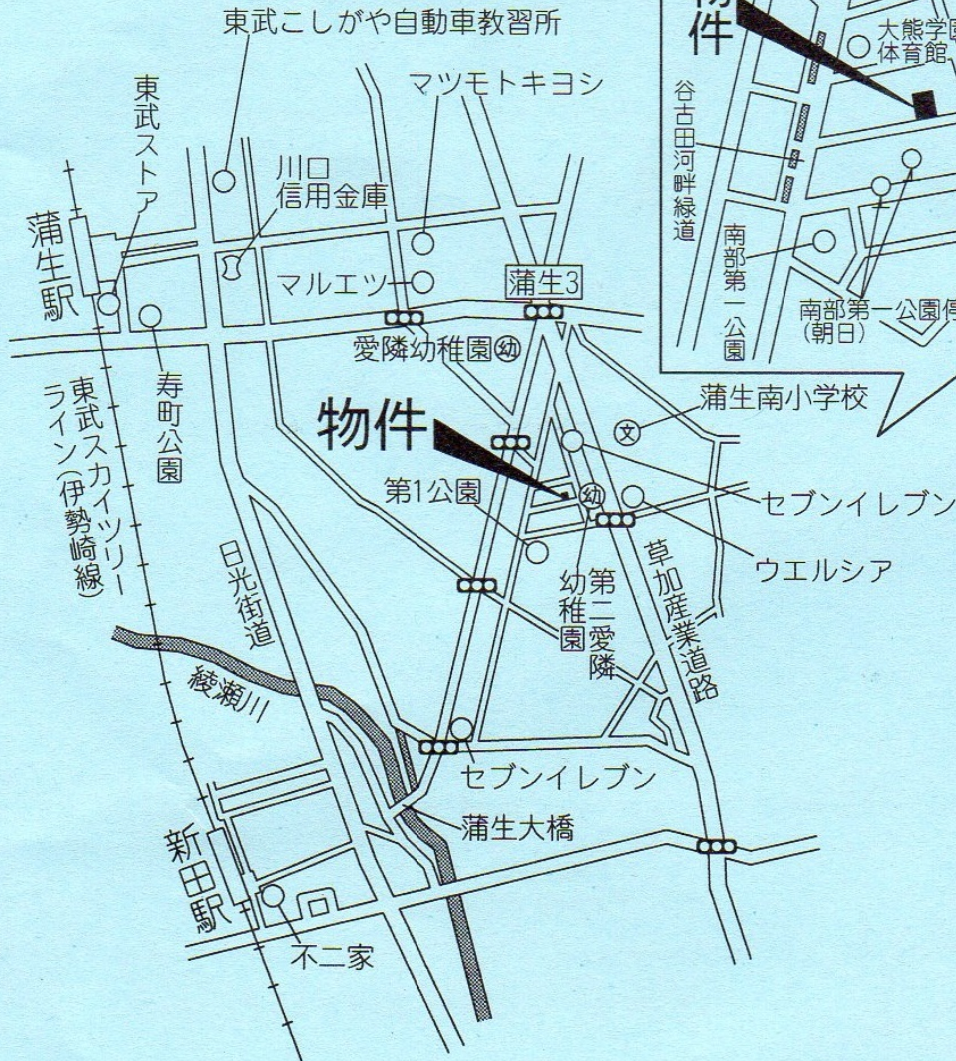 東武こしがや自動車教習所
マツモトキヨシ
東武ストア
川口
信用金庫
蒲生駅
マルエツ
蒲生3
愛隣幼稚園幼
寿町公園
物件
文
蒲生南小学校
第1公園
幼
セブンイレブン
ウエルシア
東武スカイツリー
ライン(伊勢崎線)
日光街道
第二愛隣
幼稚園
草加産業道路
綾瀬川
セブンイレブン
蒲生大橋
新田駅
不二家
物件
大熊学園
体育館
谷古田河畔緑道
南部第一公園
南部第一公園停
(朝日)